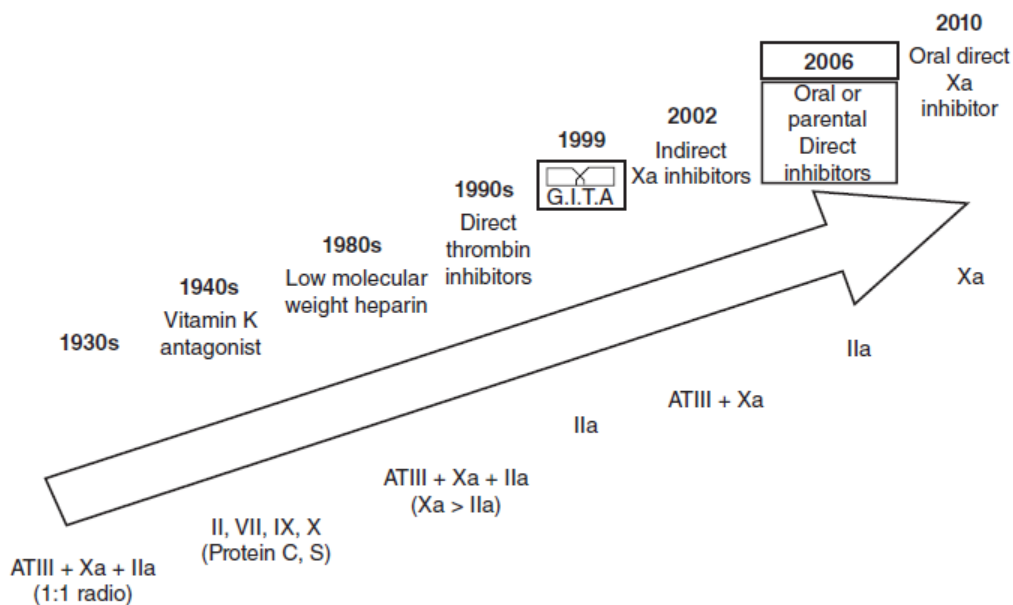 2010
Oral direct
Xa
inhibitor
2006
Oral or
parental
Direct
inhibitors
2002
Indirect
Xa inhibitors
1999
G.I.T.A
1990s
Direct
thrombin
inhibitors
1980s
Low molecular
weight heparin
1940s
Vitamin K
antagonist
1930s
Xa
IIa
ATIII + Xa
IIa
ATIII + Xa + IIa
(Xa > IIa)
II, VII, IX, X
(Protein C, S)
ATIII + Xa + IIa
(1:1 radio)